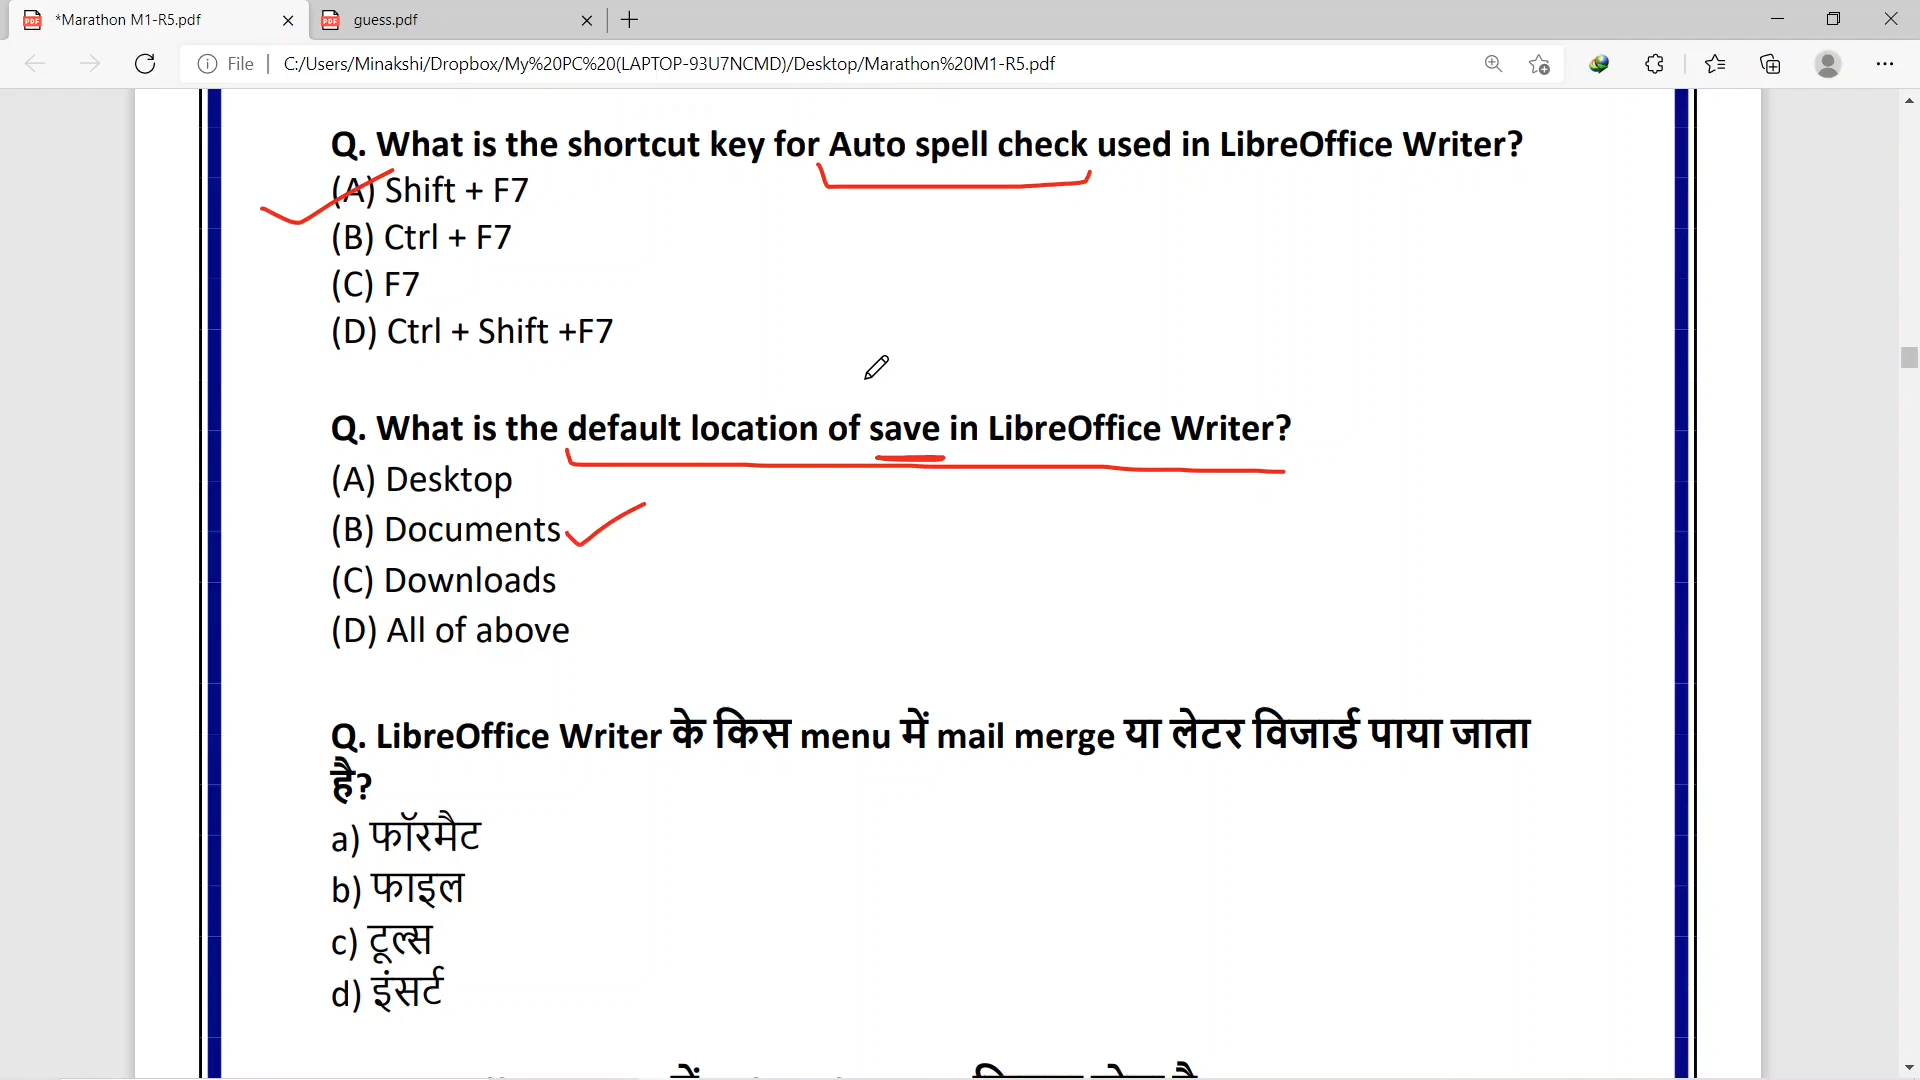 *Marathon M1-R5.pdf
guess.pdf
File | C:/Users/Minakshi/Dropbox/My%20PC%20(LAPTOP-93U7NCMD)/Desktop/Marathon%20M1-R5.pdf
Q. What is the shortcut key for Auto spell check used in LibreOffice Writer?
(A) Shift + F7
(B) Ctrl + F7
(C) F7
(D) Ctrl + Shift +F7
Q. What is the default location of save in LibreOffice Writer?
(A) Desktop
(B) Documents
(C) Downloads
(D) All of above
Q. LibreOffice Writer के किस menu में mail merge या लेटर विजार्ड पाया जाता
है?
a) फॉरमैट
b) फाइल
c) टूल्स
d) इंसर्ट